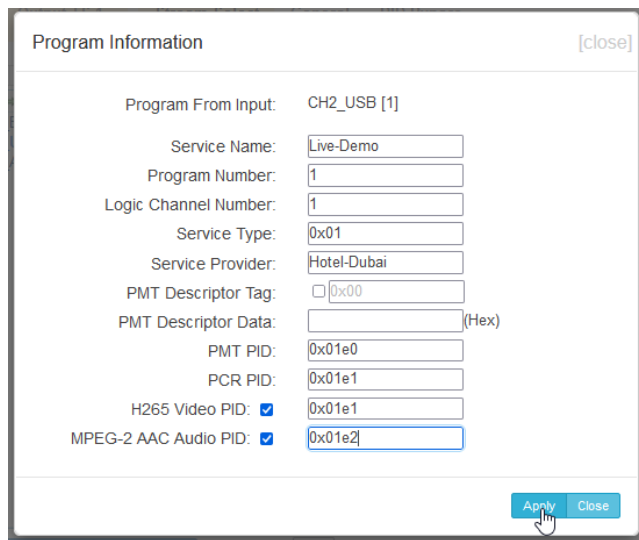 Program Information [close]
Program From Input: CH2_USB [1]
Service Name: Live-Demo
Program Number: 1
Logic Channel Number: 1
Service Type: 0x01
Service Provider: Hotel-Dubai
PMT Descriptor Tag: 0x00
PMT Descriptor Data: (Hex)
PMT PID: 0x01e0
PCR PID: 0x01e1
H265 Video PID: 0x01e1
MPEG-2 AAC Audio PID: 0x01e2
Apply Close